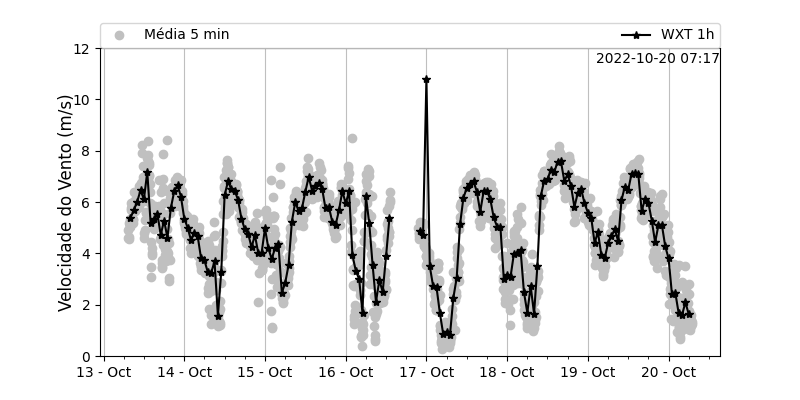 Média 5 min
WXT 1h
2022-10-20 07:17
Velocidade do Vento (m/s)
12
10
8
6
4
2
0
13 - Oct
14 - Oct
15 - Oct
16 - Oct
17 - Oct
18 - Oct
19 - Oct
20 - Oct